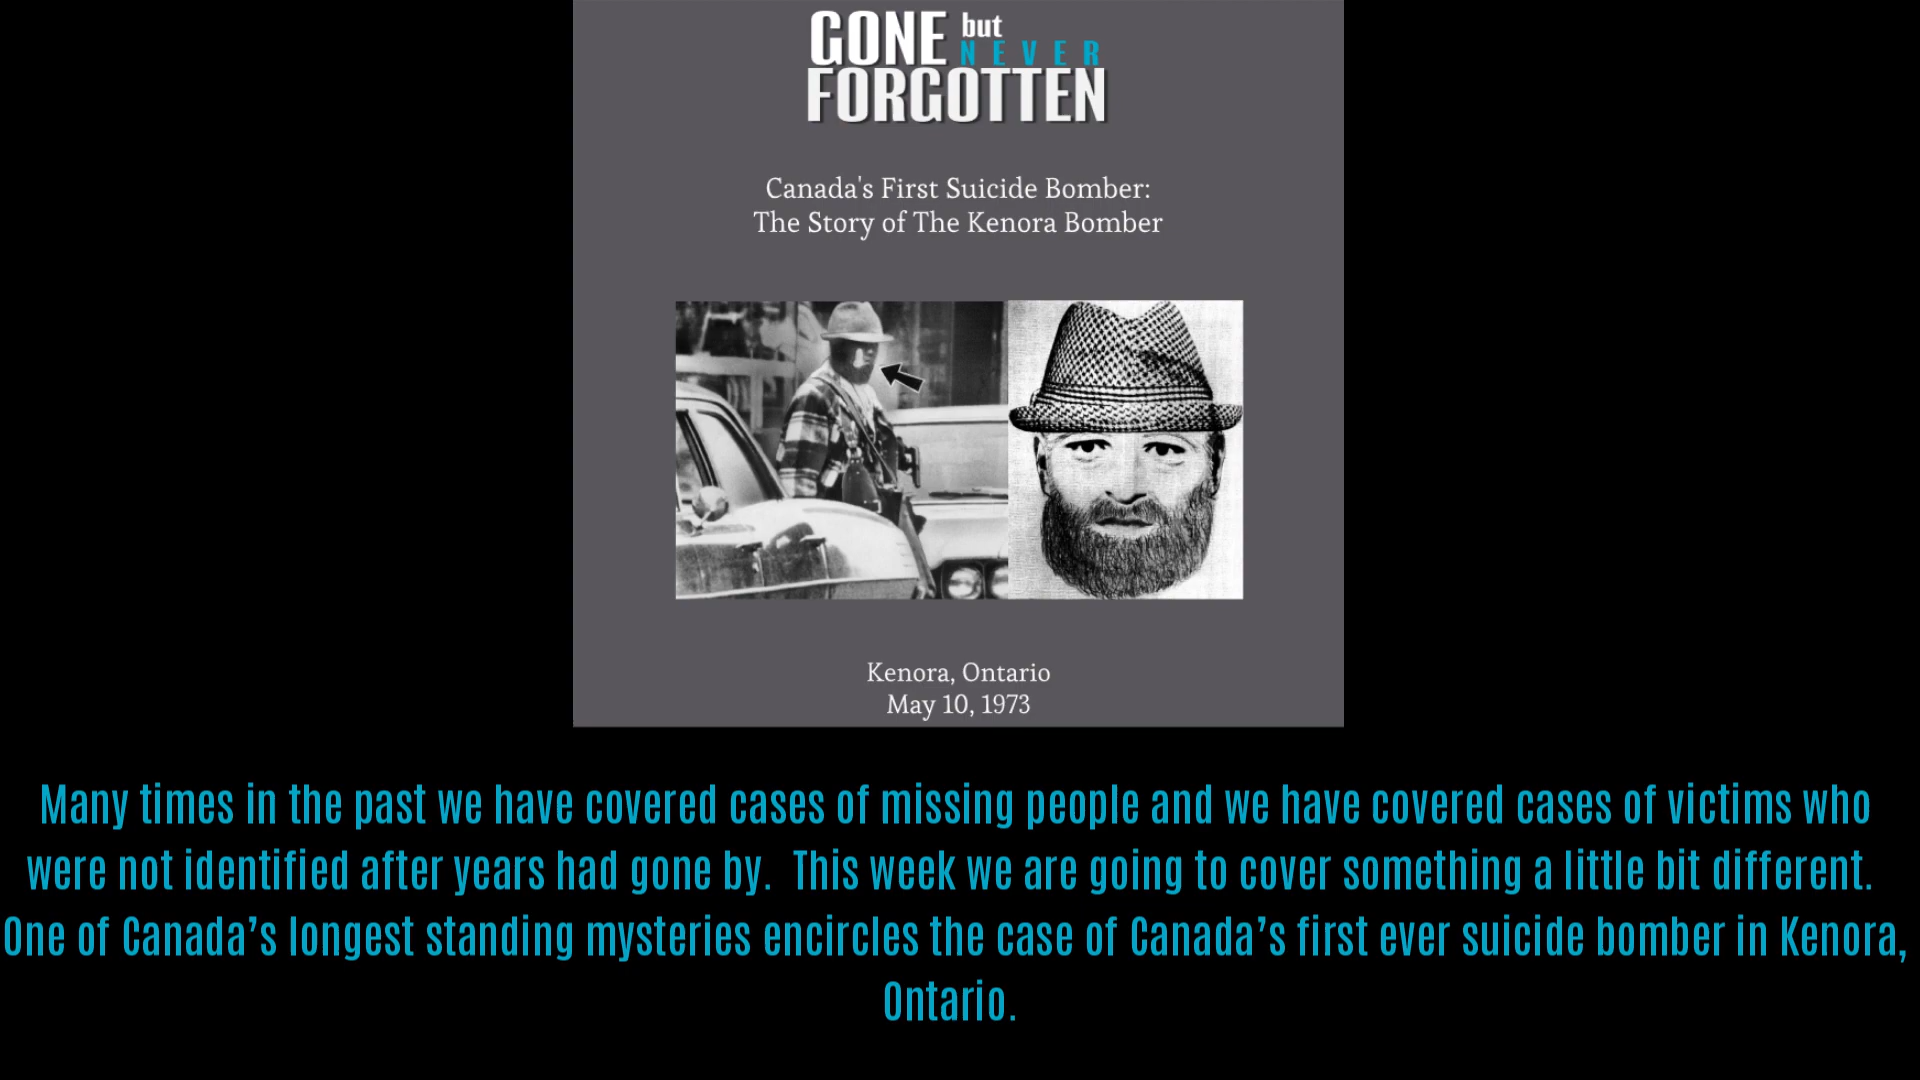 GONE but
NEVER
FORGOTTEN
Canada's First Suicide Bomber:
The Story of The Kenora Bomber
Kenora, Ontario
May 10, 1973
Many times in the past we have covered cases of missing people and we have covered cases of victims who
were not identified after years had gone by.  This week we are going to cover something a little bit different.
One of Canada’s longest standing mysteries encircles the case of Canada’s first ever suicide bomber in Kenora,
Ontario.